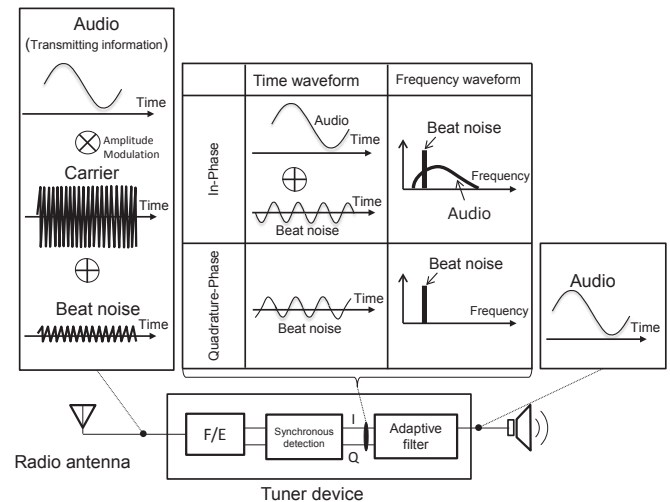 Audio
(Transmitting information)
Time
Amplitude
Modulation
Carrier
Time
Beat noise
Time
Time waveform
Frequency waveform
In-Phase
Audio
Time
Time
Beat noise
Beat noise
Frequency
Audio
Quadrature-Phase
Time
Beat noise
Beat noise
Frequency
Audio
Time
Radio antenna
F/E
Synchronous
detection
I
Q
Adaptive
filter
Tuner device